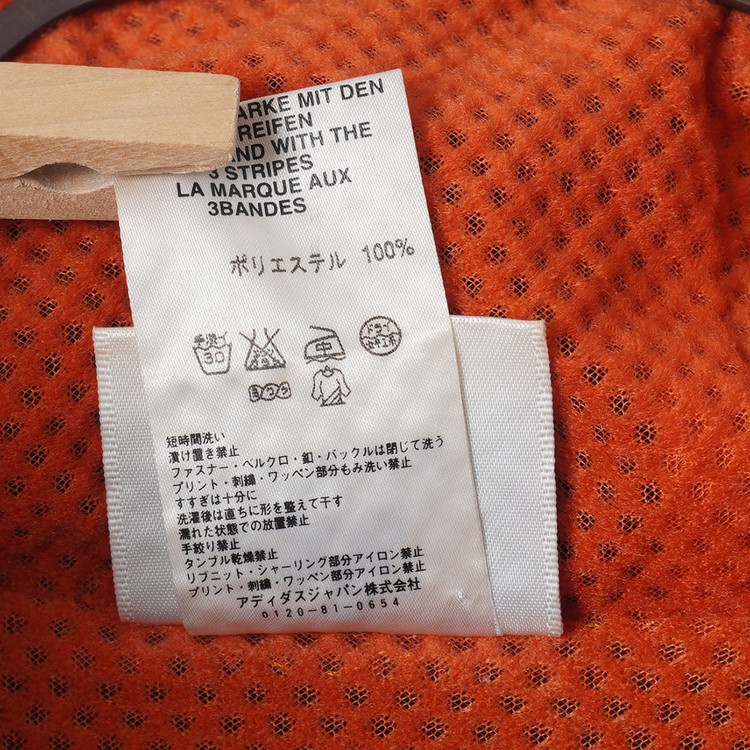 ARKE MIT DEN
REIFEN
AND WITH THE
3 STRIPES
LA MARQUE AUX
3BANDES
ポリエステル 100%
手洗イ
30
中
ドライ
セキユ系
短時間洗い
漬け置き禁止
ファスナー・ベルクロ・釦・バックルは閉じて洗う
プリント・刺繍・ワッペン部分もみ洗い禁止
すすぎは十分に
洗濯後は直ちに形を整えて干す
濡れた状態での放置禁止
手絞り禁止
タンブル乾燥禁止
リブニット・シャーリング部分アイロン禁止
プリント・刺繍・ワッペン部分アイロン禁止
アディダスジャパン株式会社
0120-81-0654